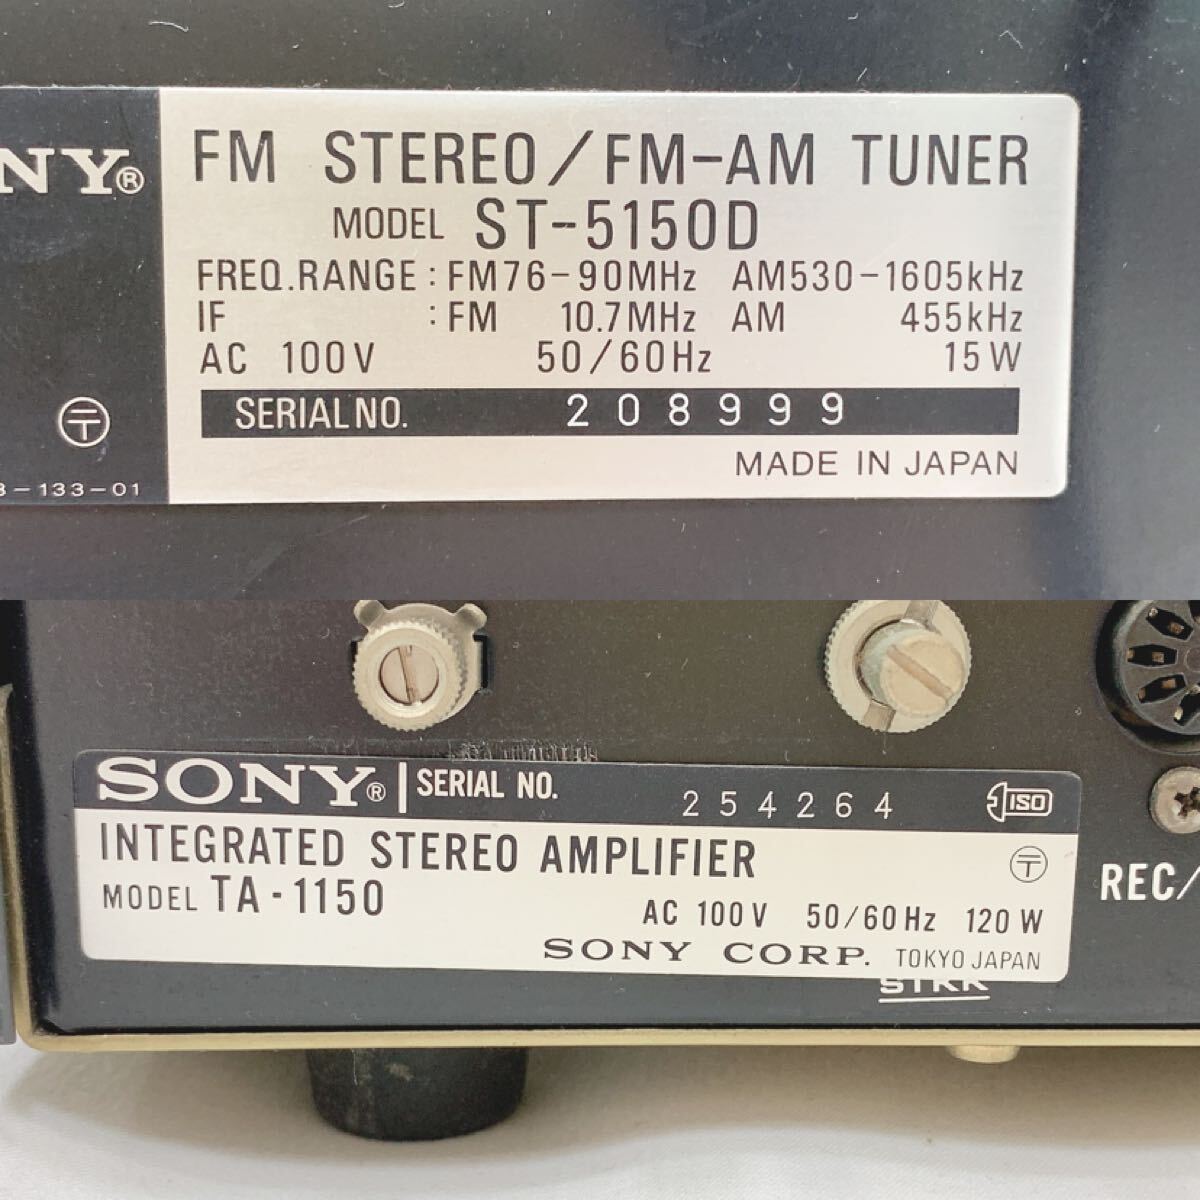 FM STEREO/FM-AM TUNER
MODEL ST-5150D
FREQ.RANGE : FM76-90MHz AM530-1605kHz
IF : FM 10.7MHz AM 455kHz
AC 100V 50/60Hz 15W
SERIAL NO. 208999
MADE IN JAPAN
-133-01
SONY® SERIAL NO. 254264 ISO
INTEGRATED STEREO AMPLIFIER
MODEL TA-1150
AC 100V 50/60Hz 120W
SONY CORP. TOKYO JAPAN
REC/